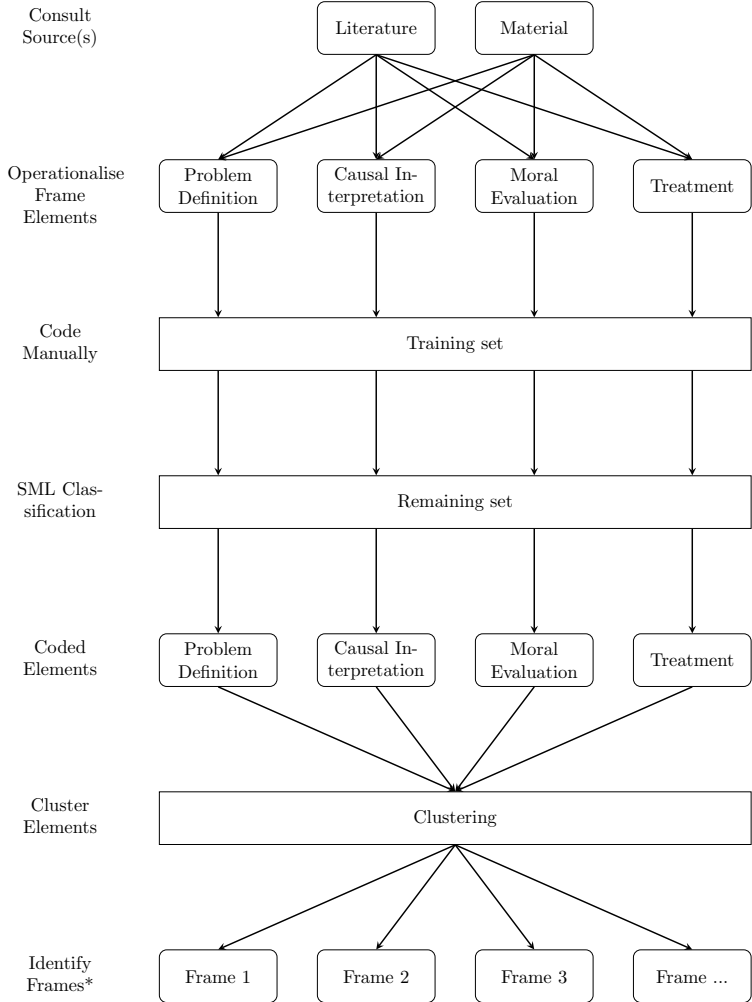 Consult
Source(s)
Literature
Material
Operationalise
Frame
Elements
Problem
Definition
Causal In-
terpretation
Moral
Evaluation
Treatment
Code
Manually
Training set
SML Clas-
sification
Remaining set
Coded
Elements
Problem
Definition
Causal In-
terpretation
Moral
Evaluation
Treatment
Cluster
Elements
Clustering
Identify
Frames*
Frame 1
Frame 2
Frame 3
Frame ...